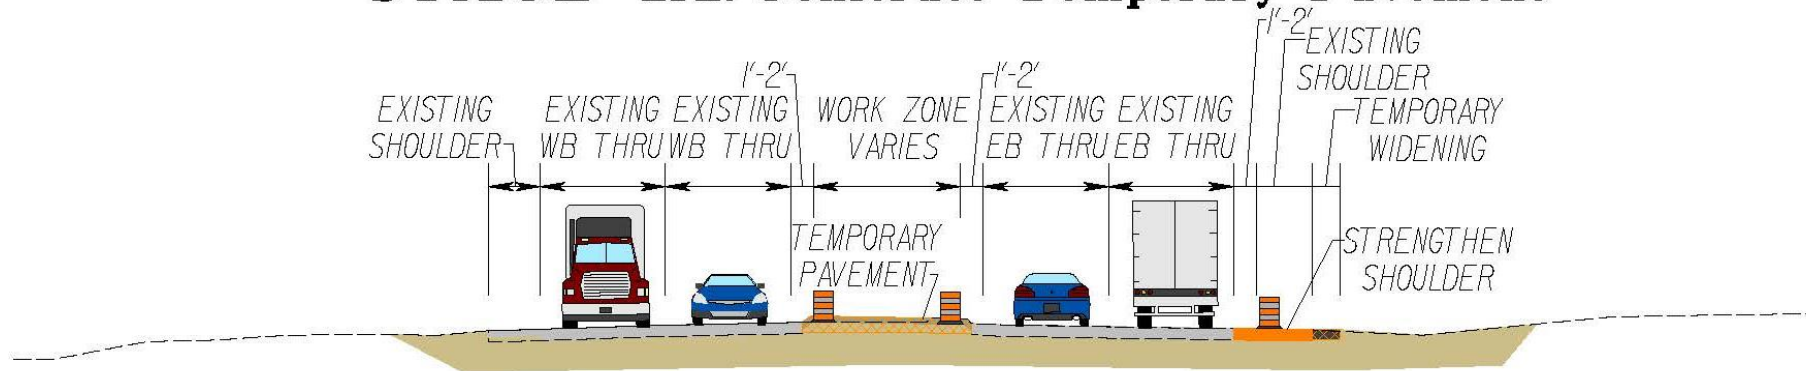 1'-2'
EXISTING
SHOULDER
1'-2'
1'-2'
EXISTING
SHOULDER
EXISTING
WB THRU
EXISTING
WB THRU
WORK ZONE
VARIES
EXISTING
EB THRU
EXISTING
EB THRU
TEMPORARY
WIDENING
TEMPORARY
PAVEMENT
STRENGTHEN
SHOULDER